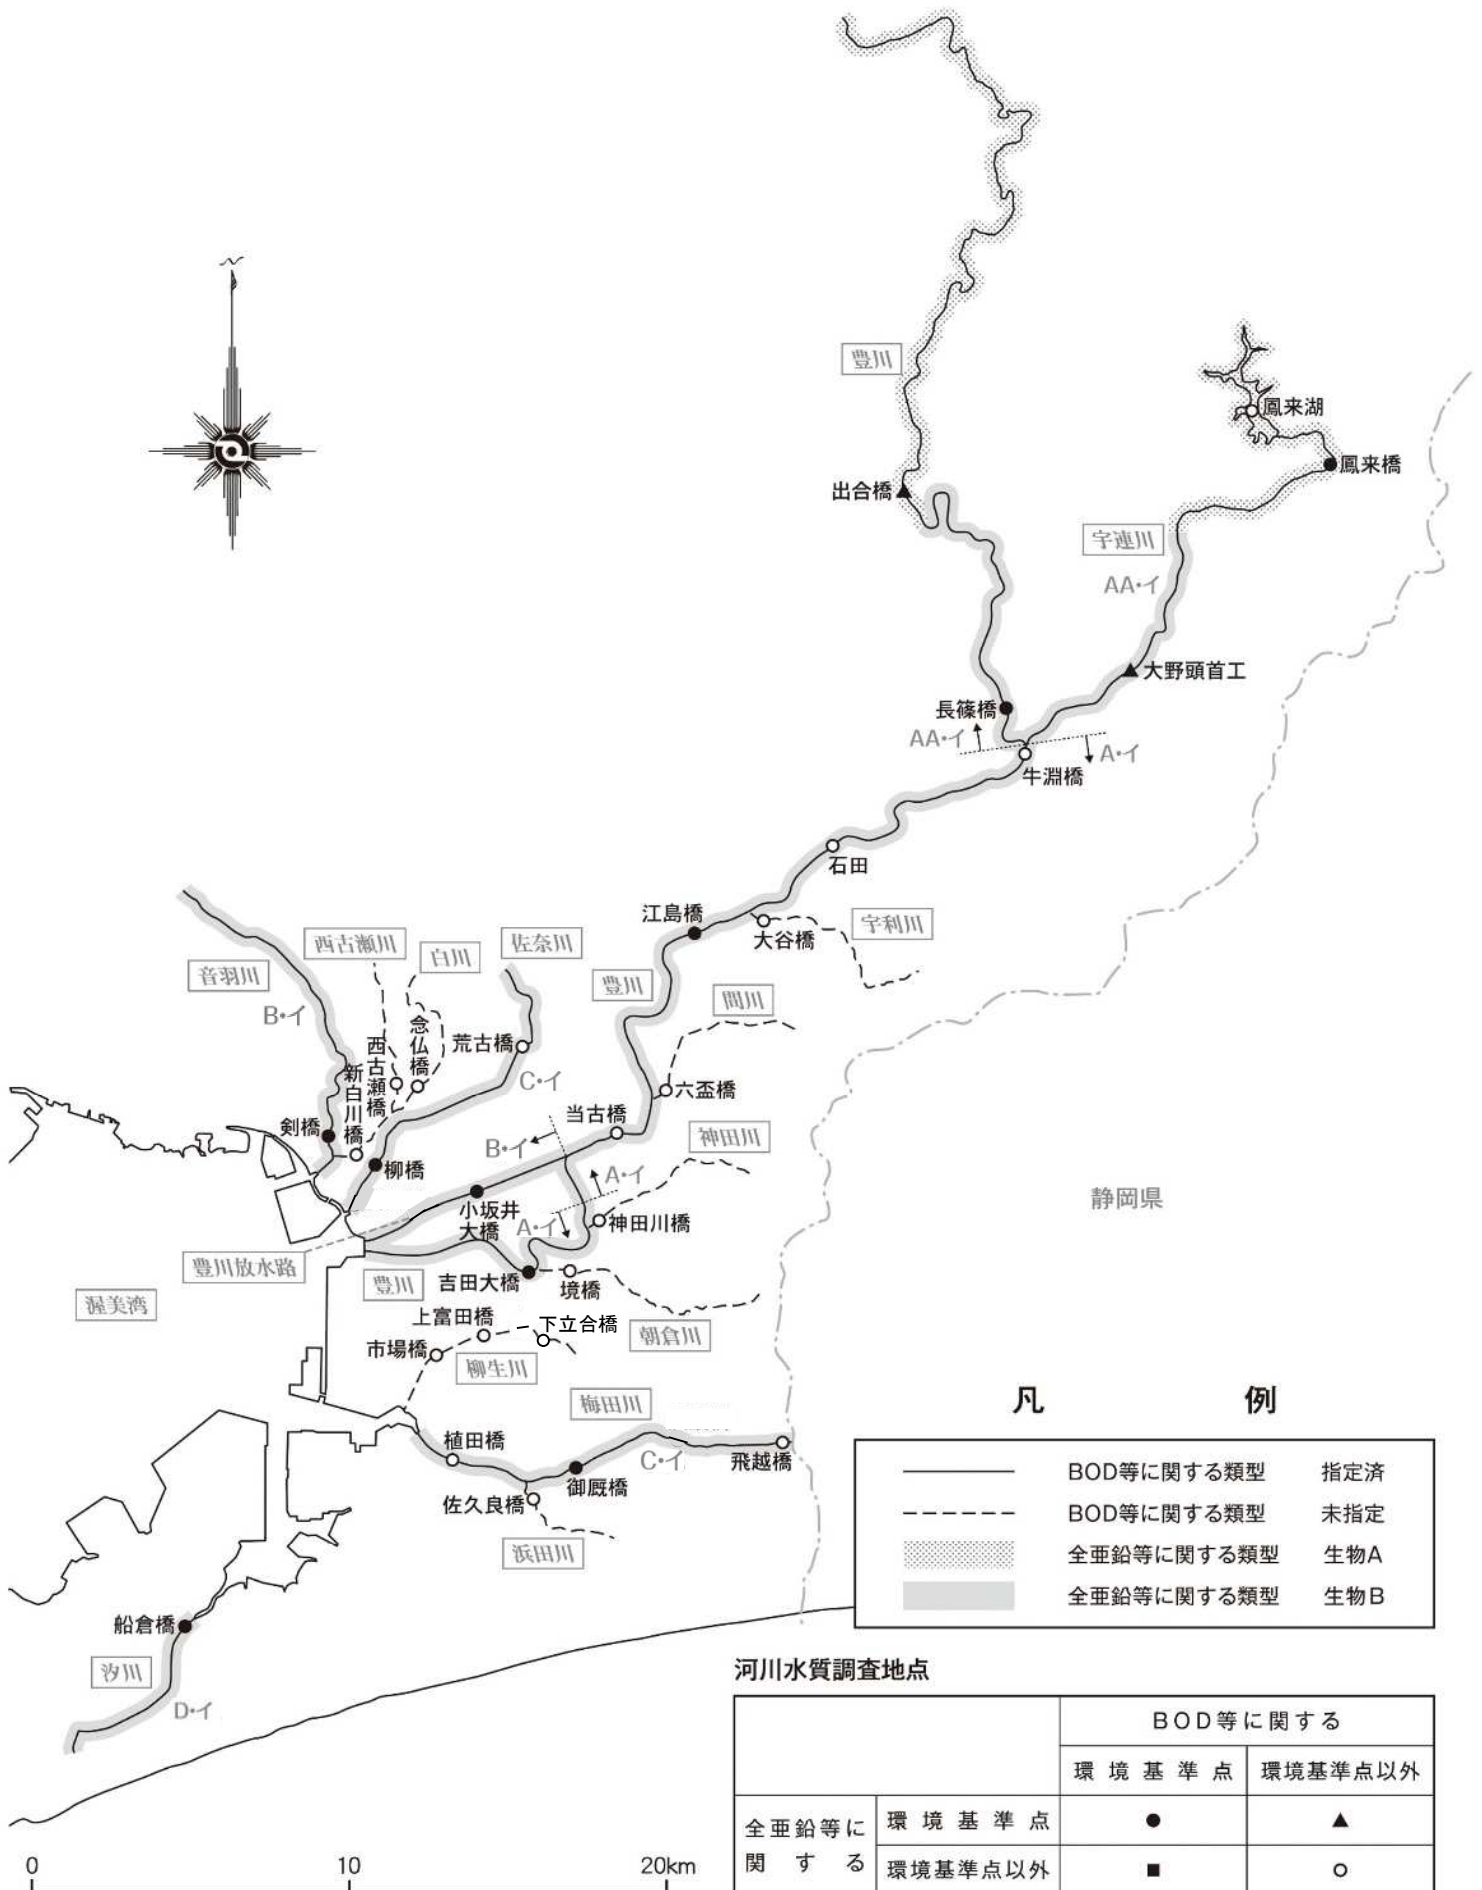 N
豊川
鳳来湖
鳳来橋
出合橋
宇連川
AA・イ
大野頭首工
長篠橋
AA・イ
A・イ
牛淵橋
石田
江島橋
大谷橋
宇利川
西古瀬川
白川
佐奈川
音羽川
豊川
間川
B・イ
念仏橋
西古瀬橋
新白川橋
荒古橋
C・イ
六盃橋
当古橋
剣橋
神田川
B・イ
柳橋
A・イ
静岡県
小坂井
大橋
A・イ
神田川橋
豊川放水路
豊川
吉田大橋
境橋
渥美湾
上富田橋
下立合橋
朝倉川
市場橋
柳生川
梅田川
植田橋
C・イ
飛越橋
御厩橋
佐久良橋
浜田川
船倉橋
汐川
D・イ
凡例
BOD等に関する類型 指定済
BOD等に関する類型 未指定
全亜鉛等に関する類型 生物A
全亜鉛等に関する類型 生物B
河川水質調査地点
BOD等に関する
環境基準点 環境基準点以外
全亜鉛等に
関する
環境基準点 ● ▲
環境基準点以外 ■ ○
0 10 20km